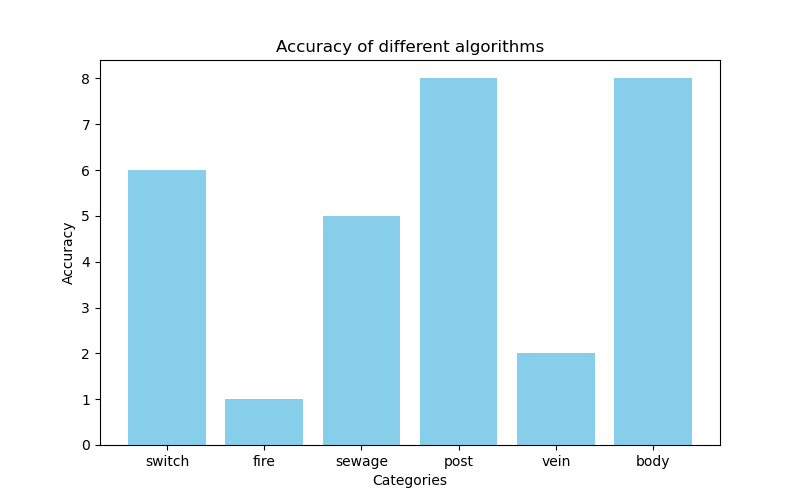 Accuracy of different algorithms
8
7
6
5
4
3
2
1
0
Accuracy
switch fire sewage post vein body
Categories